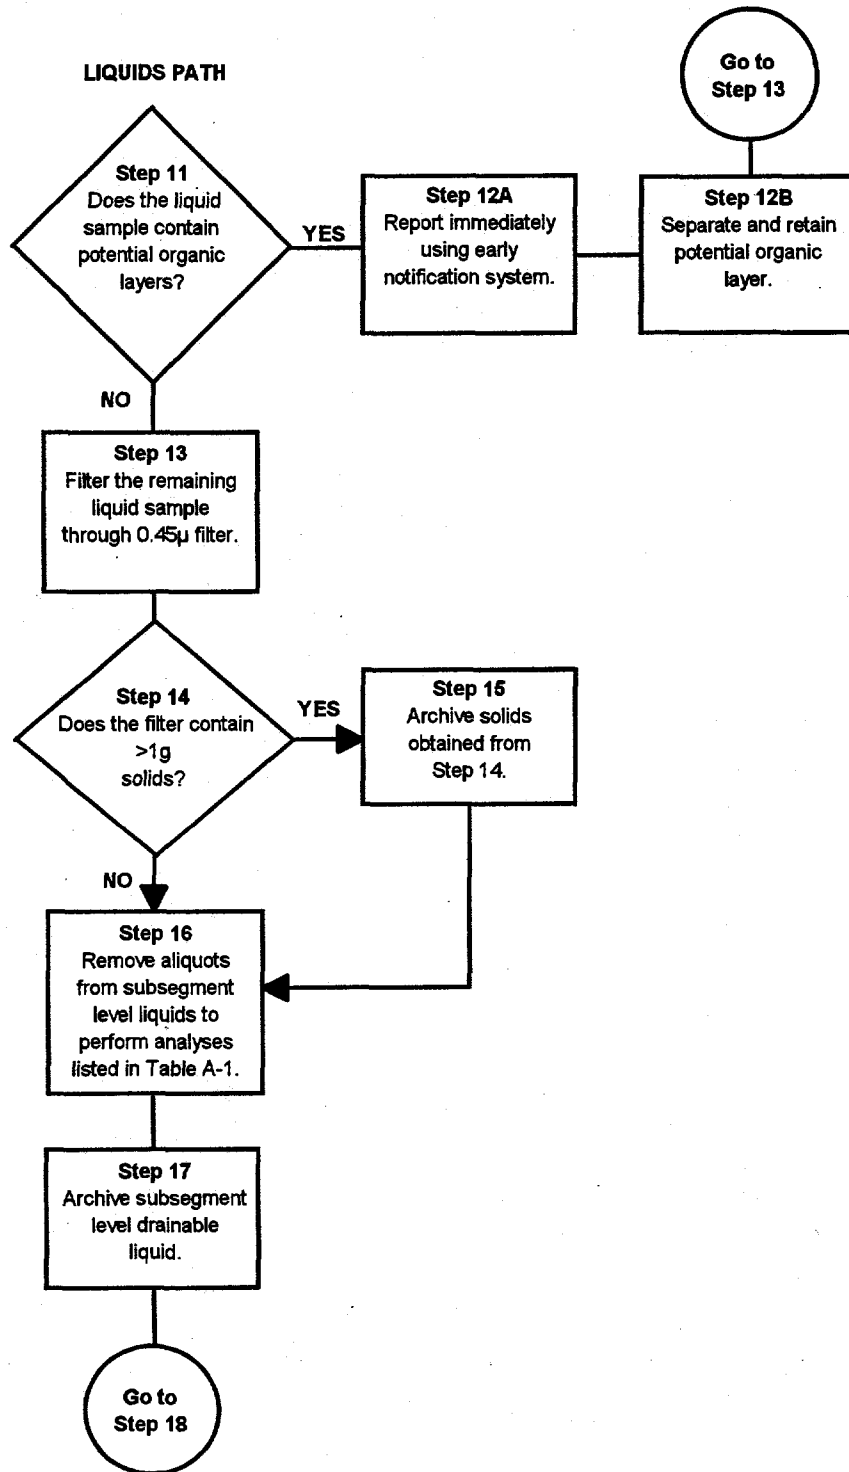 LIQUIDS PATH
Go to
Step 13
Step 11
Does the liquid
sample contain
potential organic
layers?
YES
Step 12A
Report immediately
using early
notification system.
Step 12B
Separate and retain
potential organic
layer.
NO
Step 13
Filter the remaining
liquid sample
through 0.45µ filter.
Step 14
Does the filter contain
>1g
solids?
YES
Step 15
Archive solids
obtained from
Step 14.
NO
Step 16
Remove aliquots
from subsegment
level liquids to
perform analyses
listed in Table A-1.
Step 17
Archive subsegment
level drainable
liquid.
Go to
Step 18